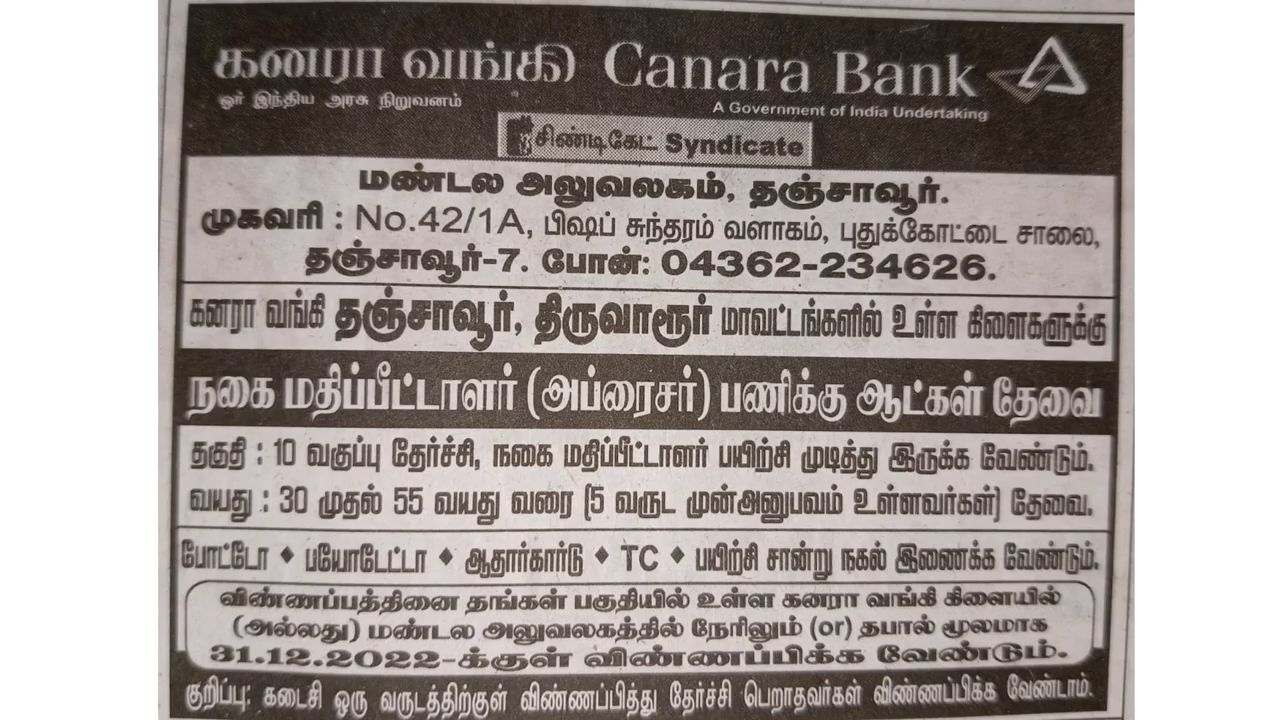 கனரா வங்கி Canara Bank
ஓர் இந்திய அரசு நிறுவனம் A Government of India Undertaking
சிண்டிகேட் Syndicate
மண்டல அலுவலகம், தஞ்சாவூர்.
முகவரி : No.42/1A, பிஷப் சுந்தரம் வளாகம், புதுக்கோட்டை சாலை,
தஞ்சாவூர்-7. போன்: 04362-234626.
கனரா வங்கி தஞ்சாவூர், திருவாரூர் மாவட்டங்களில் உள்ள கிளைகளுக்கு
நகை மதிப்பீட்டாளர் (அப்ரைசர்) பணிக்கு ஆட்கள் தேவை
தகுதி : 10 வகுப்பு தேர்ச்சி, நகை மதிப்பீட்டாளர் பயிற்சி முடித்து இருக்க வேண்டும்.
வயது : 30 முதல் 55 வயது வரை (5 வருட முன்அனுபவம் உள்ளவர்கள்) தேவை.
போட்டோ ♦ பயோடேட்டா ♦ ஆதார்கார்டு ♦ TC ♦ பயிற்சி சான்று நகல் இணைக்க வேண்டும்.
விண்ணப்பத்தினை தங்கள் பகுதியில் உள்ள கனரா வங்கி கிளையில்
(அல்லது) மண்டல அலுவலகத்தில் நேரிலும் (or) தபால் மூலமாக
31.12.2022-க்குள் விண்ணப்பிக்க வேண்டும்.
குறிப்பு: கடைசி ஒரு வருடத்திற்குள் விண்ணப்பித்து தேர்ச்சி பெறாதவர்கள் விண்ணப்பிக்க வேண்டாம்.